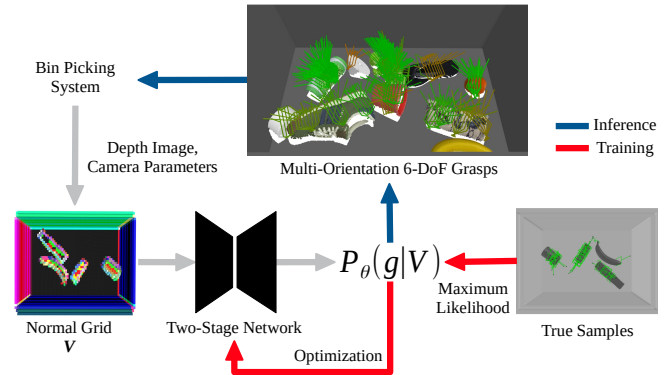 Bin Picking
System
Depth Image,
Camera Parameters
Multi-Orientation 6-DoF Grasps
Inference
Training
Normal Grid
V
Two-Stage Network
P_θ(g|V)
Maximum
Likelihood
True Samples
Optimization